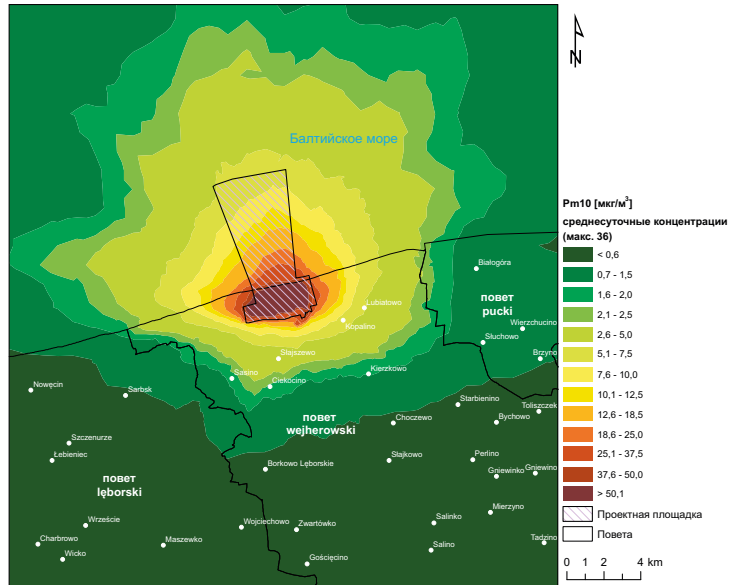 Балтийское море
Białogóra
повет
pucki
Wierzchucino
Słuchowo
Brzyno
Lubiatowo
Kopalino
Słajszewo
Sasino
Ciekocino
Kierzkowo
Nowęcin
Sarbsk
Starbienino
Toliszczek
Choczewo
Bychowo
повет
wejherowski
Szczenurze
Łebieniec
Borkowo Lęborskie
Słajkowo
Perlino
Gniewinko
Gniewino
повет
lęborski
Mierzyno
Wrzeście
Wojciechowo
Zwartówko
Salinko
Charbrowo
Wicko
Maszewko
Salino
Tadzino
Gościęcino
N
Pm10 [мкг/м³]
среднесуточные концентрации
(макс. 36)
< 0,6
0,7 - 1,5
1,6 - 2,0
2,1 - 2,5
2,6 - 5,0
5,1 - 7,5
7,6 - 10,0
10,1 - 12,5
12,6 - 18,5
18,6 - 25,0
25,1 - 37,5
37,6 - 50,0
> 50,1
Проектная площадка
Повета
0 1 2 4 km